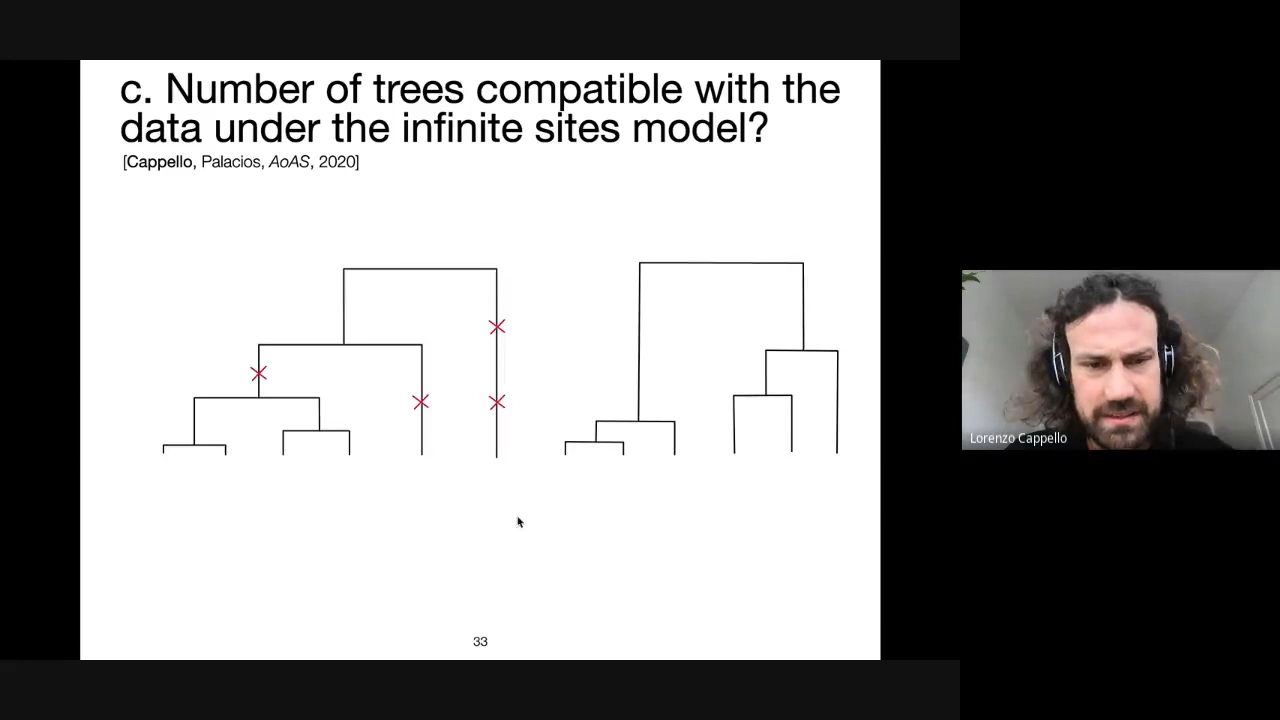 c. Number of trees compatible with the
data under the infinite sites model?
[Cappello, Palacios, AoAS, 2020]
Lorenzo Cappello
33